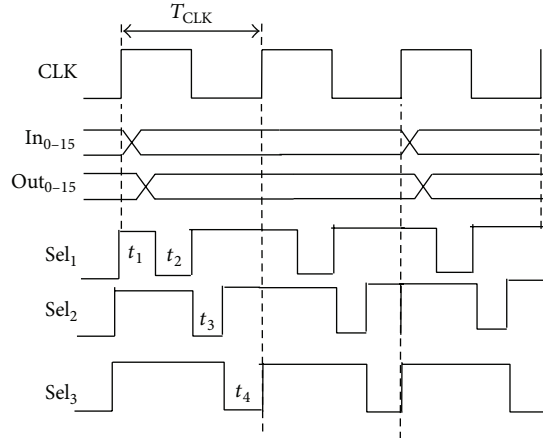 T_CLK
CLK
In_0–15
Out_0–15
Sel_1 t_1 t_2
Sel_2 t_3
Sel_3 t_4